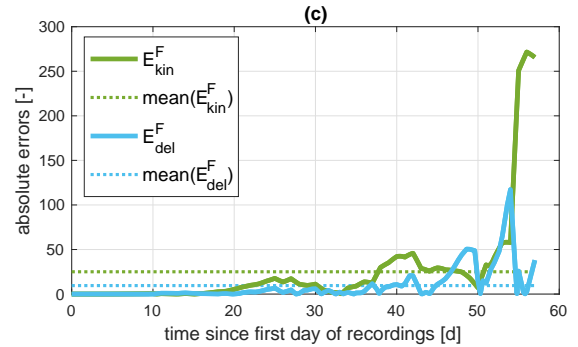 (c)
absolute errors [-]
300
250
200
150
100
50
0
E^F_kin
mean(E^F_kin)
E^F_del
mean(E^F_del)
0 10 20 30 40 50 60
time since first day of recordings [d]